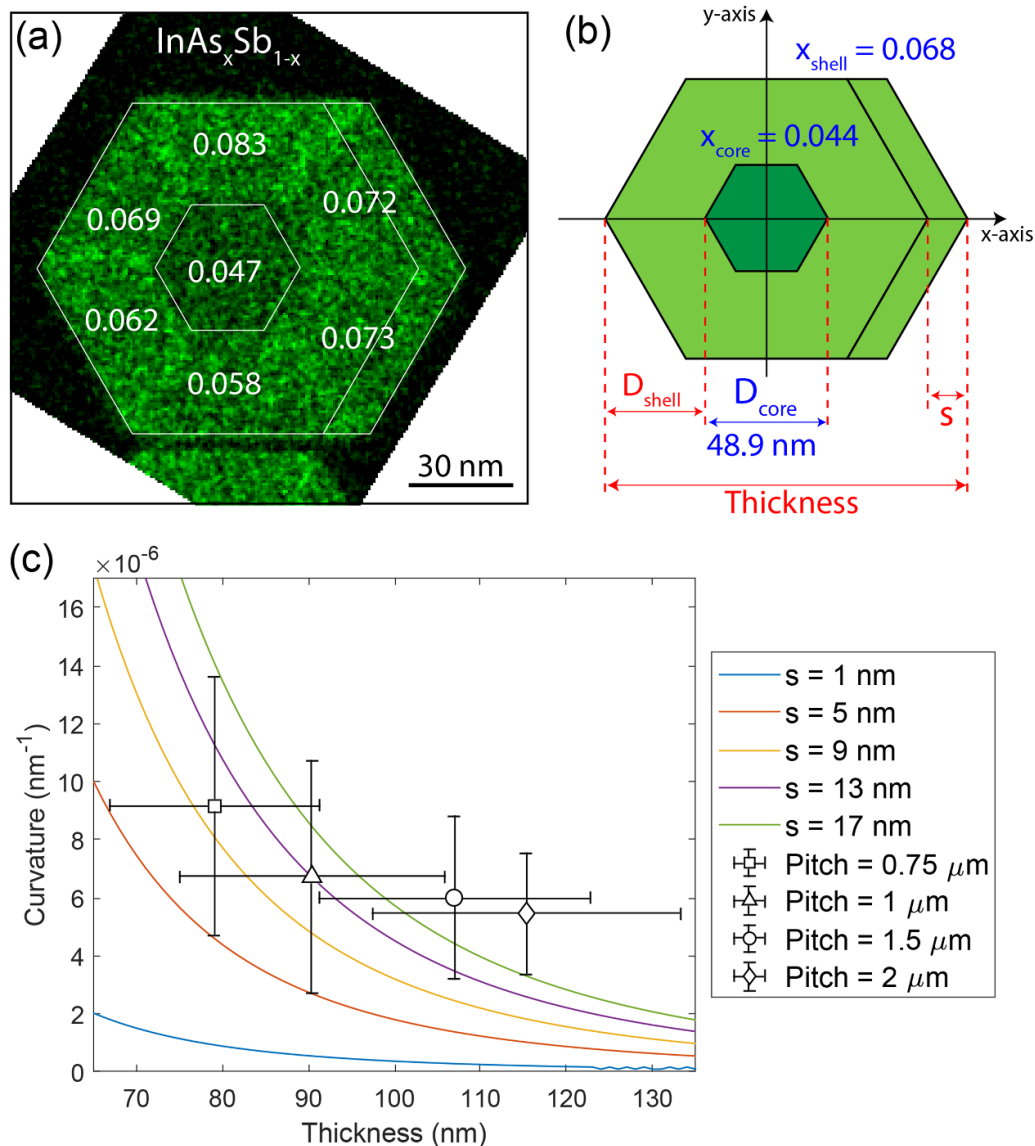 (a)
InAsxSb1-x
0.083
0.072
0.069
0.047
0.062
0.073
0.058
30 nm
(b)
y-axis
xshell = 0.068
xcore = 0.044
x-axis
Dshell
Dcore
s
48.9 nm
Thickness
(c)
×10-6
Curvature (nm-1)
16
14
12
10
8
6
4
2
0
70 80 90 100 110 120 130
Thickness (nm)
s = 1 nm
s = 5 nm
s = 9 nm
s = 13 nm
s = 17 nm
Pitch = 0.75 μm
Pitch = 1 μm
Pitch = 1.5 μm
Pitch = 2 μm